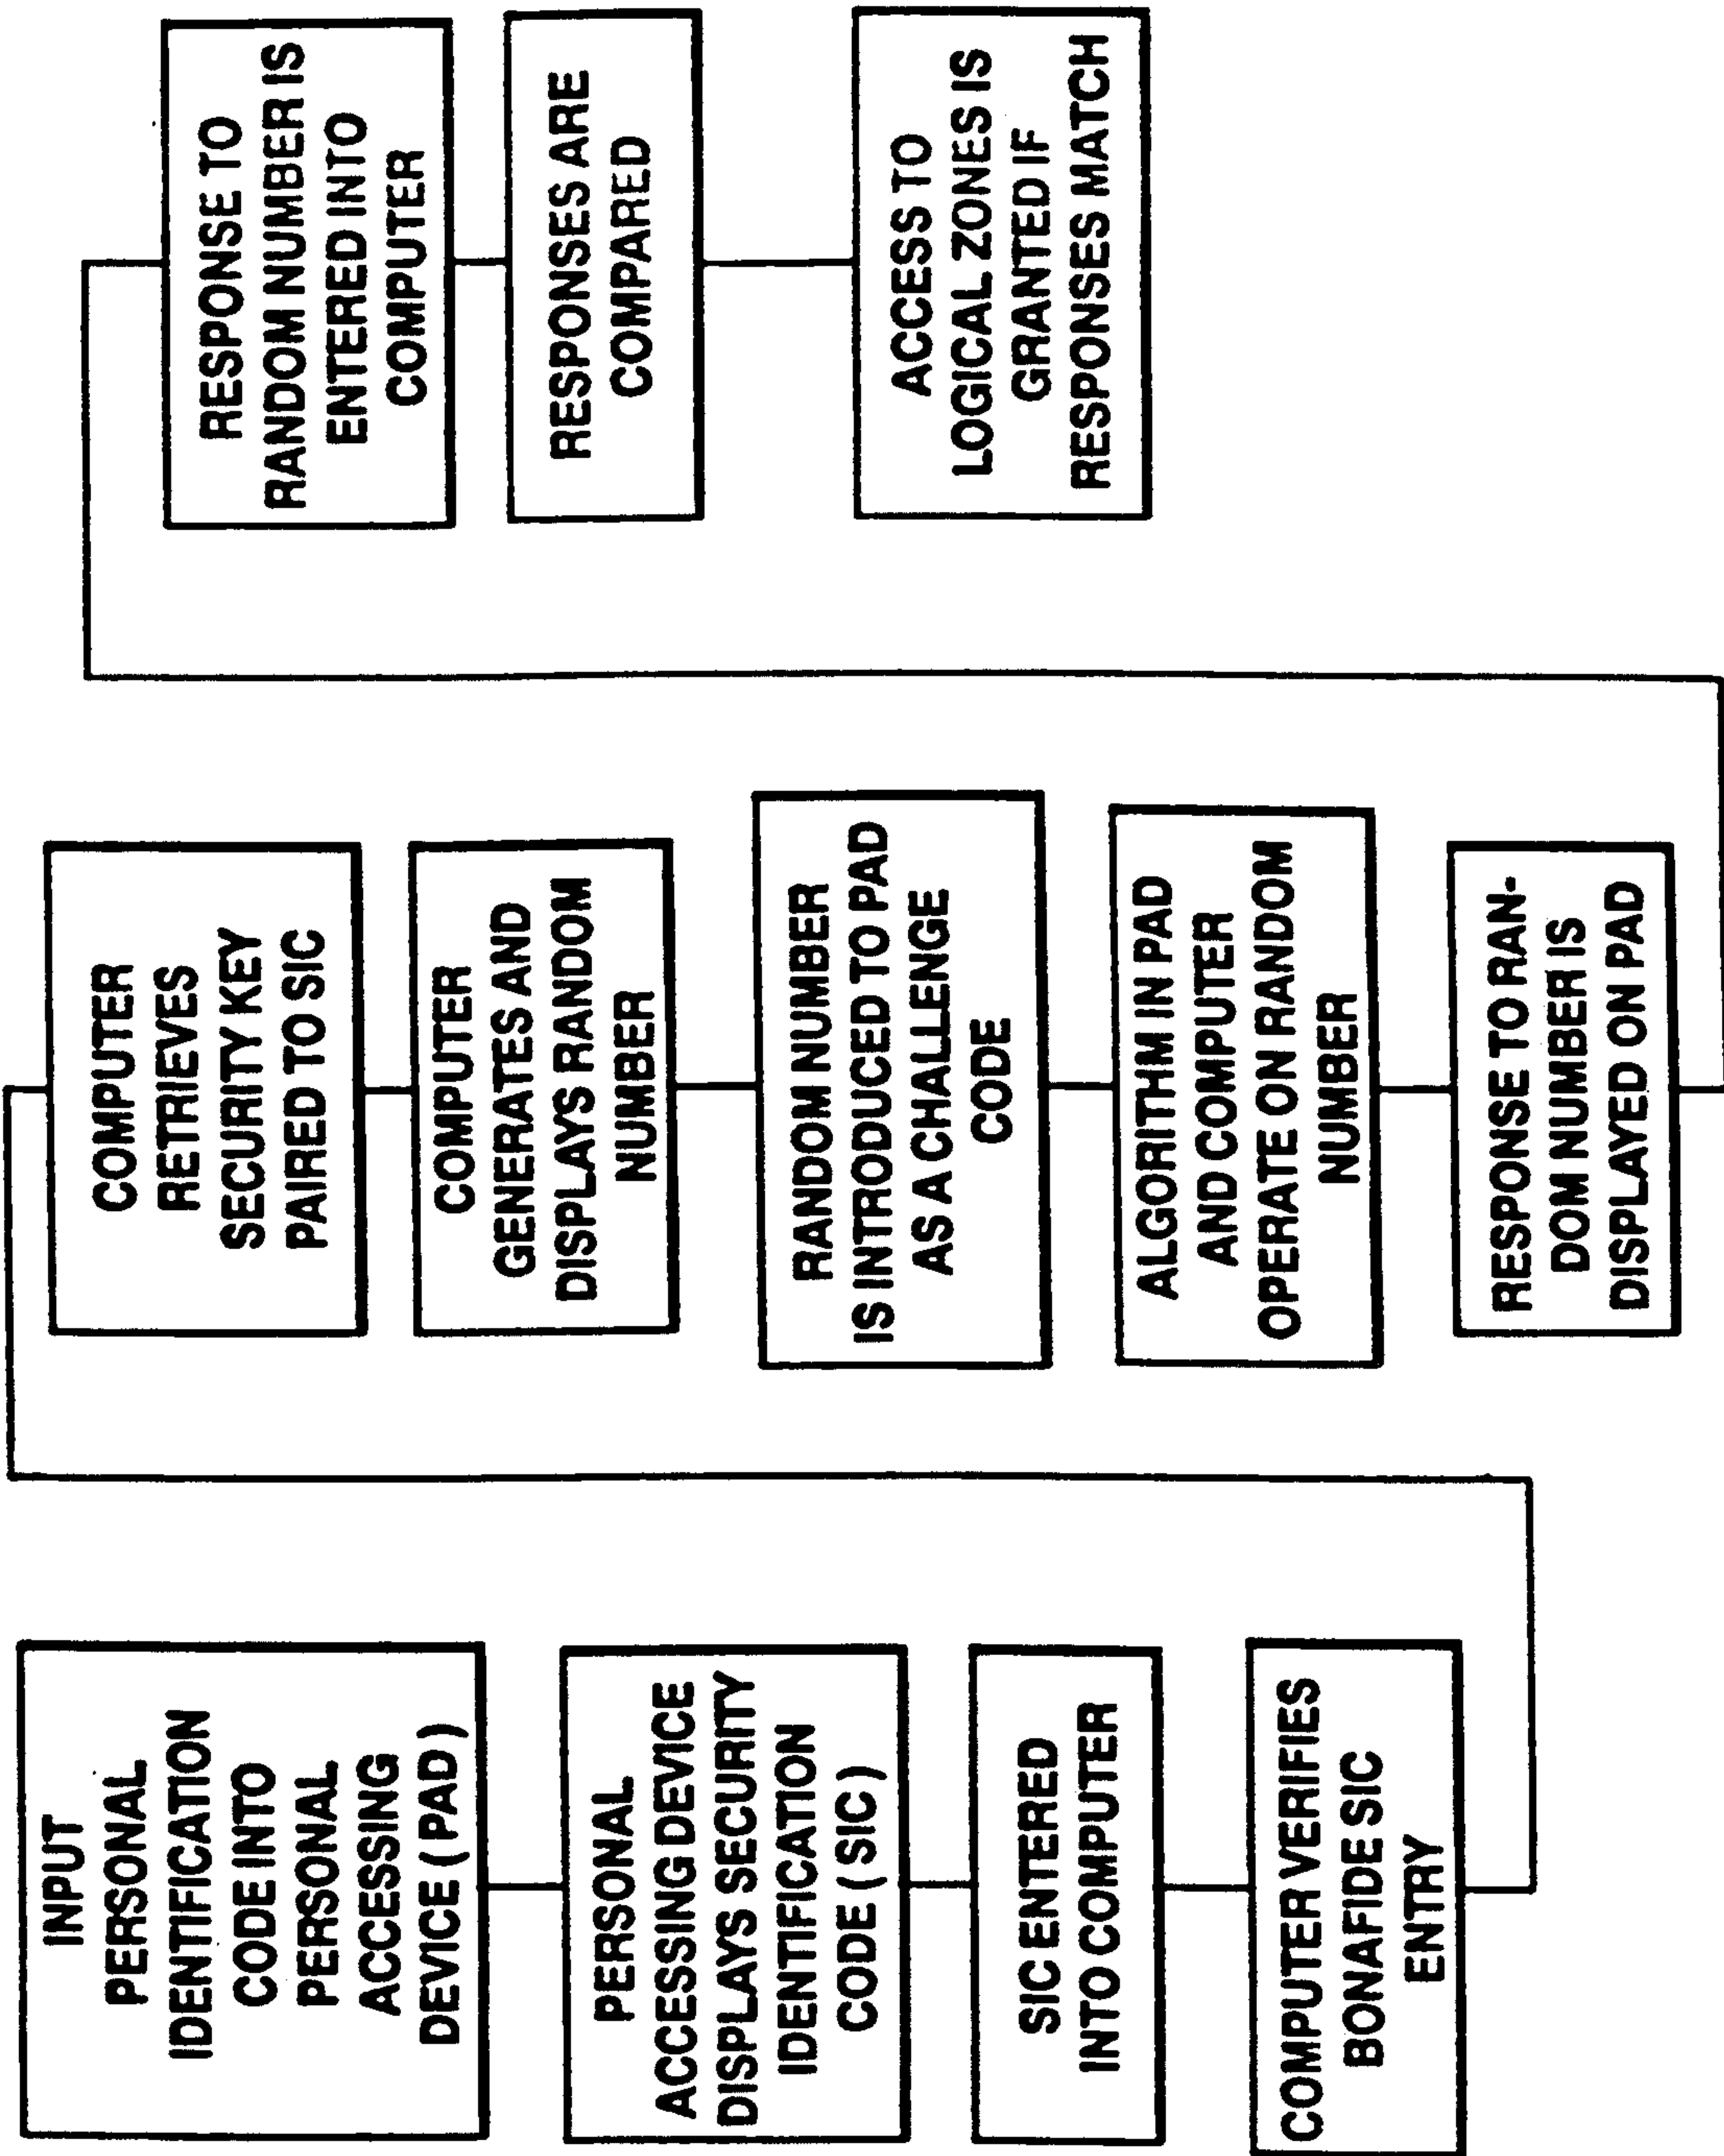 INPUT
PERSONAL
IDENTIFICATION
CODE INTO
PERSONAL
ACCESSING
DEVICE (PAD)
PERSONAL
ACCESSING DEVICE
DISPLAYS SECURITY
IDENTIFICATION
CODE (SIC)
SIC ENTERED
INTO COMPUTER
COMPUTER VERIFIES
BONAFIDE SIC
ENTRY
COMPUTER
RETRIEVES
SECURITY KEY
PAIRED TO SIC
COMPUTER
GENERATES AND
DISPLAYS RANDOM
NUMBER
RANDOM NUMBER
IS INTRODUCED TO PAD
AS A CHALLENGE
CODE
ALGORITHM IN PAD
AND COMPUTER
OPERATE ON RANDOM
NUMBER
RESPONSE TO RAN-
DOM NUMBER IS
DISPLAYED ON PAD
RESPONSE TO
RANDOM NUMBER IS
ENTERED INTO
COMPUTER
RESPONSES ARE
COMPARED
ACCESS TO
LOGICAL ZONES IS
GRANTED IF
RESPONSES MATCH